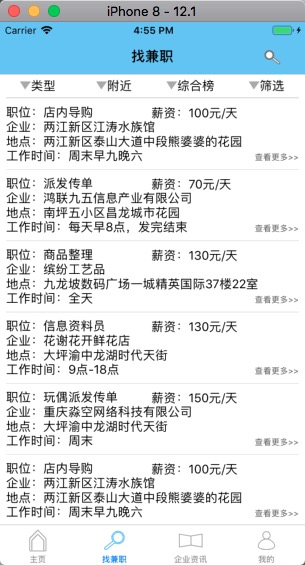 iPhone 8 - 12.1
Carrier 4:55 PM
找兼职
▼类型 ▼附近 ▼综合榜 ▼筛选
职位：店内导购 薪资：100元/天
企业：两江新区江涛水族馆
地点：两江新区泰山大道中段熊婆婆的花园
工作时间：周末早九晚六 查看更多>>
职位：派发传单 薪资：70元/天
企业：鸿联九五信息产业有限公司
地点：南坪五小区昌龙城市花园
工作时间：每天早8点，发完结束 查看更多>>
职位：商品整理 薪资：130元/天
企业：缤纷工艺品
地点：九龙坡数码广场一城精英国际37楼22室
工作时间：全天 查看更多>>
职位：信息资料员 薪资：130元/天
企业：花谢花开鲜花店
地点：大坪渝中龙湖时代天街
工作时间：9点-18点 查看更多>>
职位：玩偶派发传单 薪资：150元/天
企业：重庆淼空网络科技有限公司
地点：大坪渝中龙湖时代天街
工作时间：周末 查看更多>>
职位：店内导购 薪资：100元/天
企业：两江新区江涛水族馆
地点：两江新区泰山大道中段熊婆婆的花园
工作时间：周末早九晚六 查看更多>>
主页 找兼职 企业资讯 我的